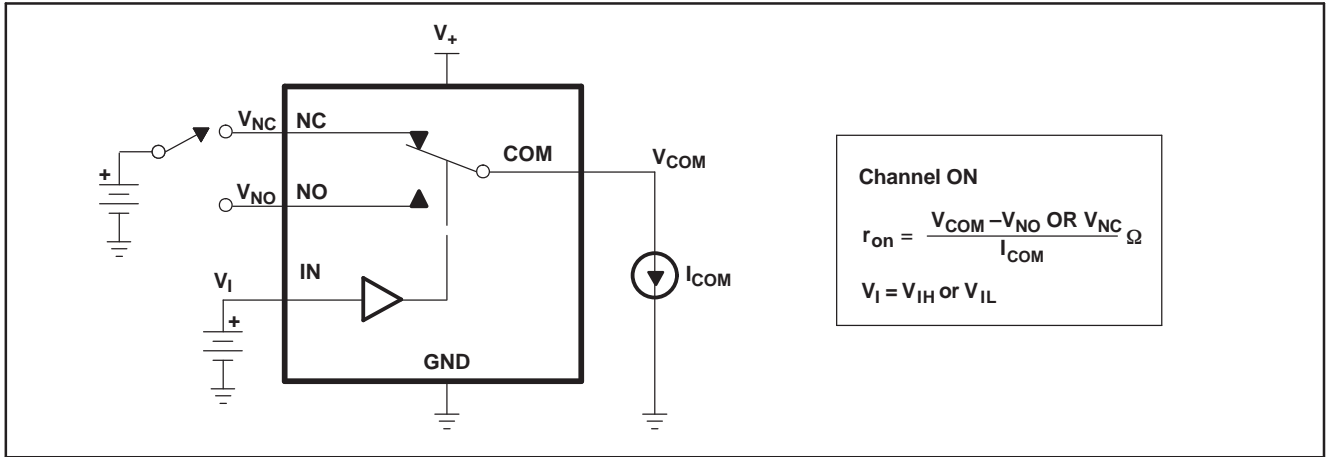 V+
VNC NC
COM
VCOM
+
VNO NO
VI
IN
+
ICOM
GND
Channel ON
ron = VCOM –VNO OR VNC
ICOM
Ω
VI = VIH or VIL